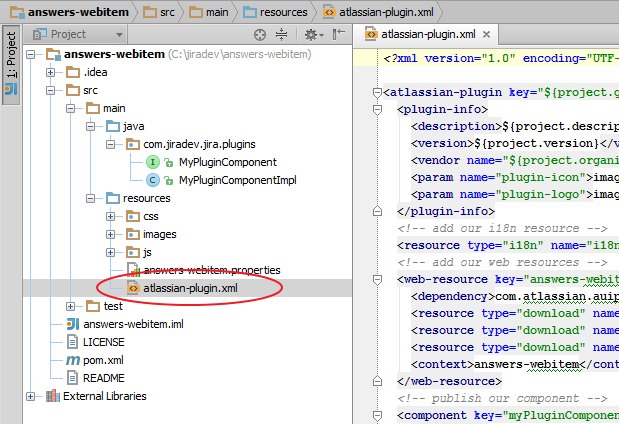 answers-webitem src main resources atlassian-plugin.xml
1: Project
Project
answers-webitem (C:\jiradev\answers-webitem)
.idea
src
main
java
com.jiradev.jira.plugins
MyPluginComponent
MyPluginComponentImpl
resources
css
images
js
answers-webitem.properties
atlassian-plugin.xml
test
answers-webitem.iml
LICENSE
pom.xml
README
External Libraries
atlassian-plugin.xml
<?xml version="1.0" encoding="UTF-
<atlassian-plugin key="${project.g
<plugin-info>
<description>${project.descrip
<version>${project.version}</v
<vendor name="${project.organi
<param name="plugin-icon">imag
<param name="plugin-logo">imag
</plugin-info>
<!-- add our i18n resource -->
<resource type="i18n" name="i18n
<!-- add our web resources -->
<web-resource key="answers-webit
<dependency>com.atlassian.auip
<resource type="download" name
<resource type="download" name
<resource type="download" name
<context>answers-webitem</cont
</web-resource>
<!-- publish our component -->
<component key="myPluginComponen